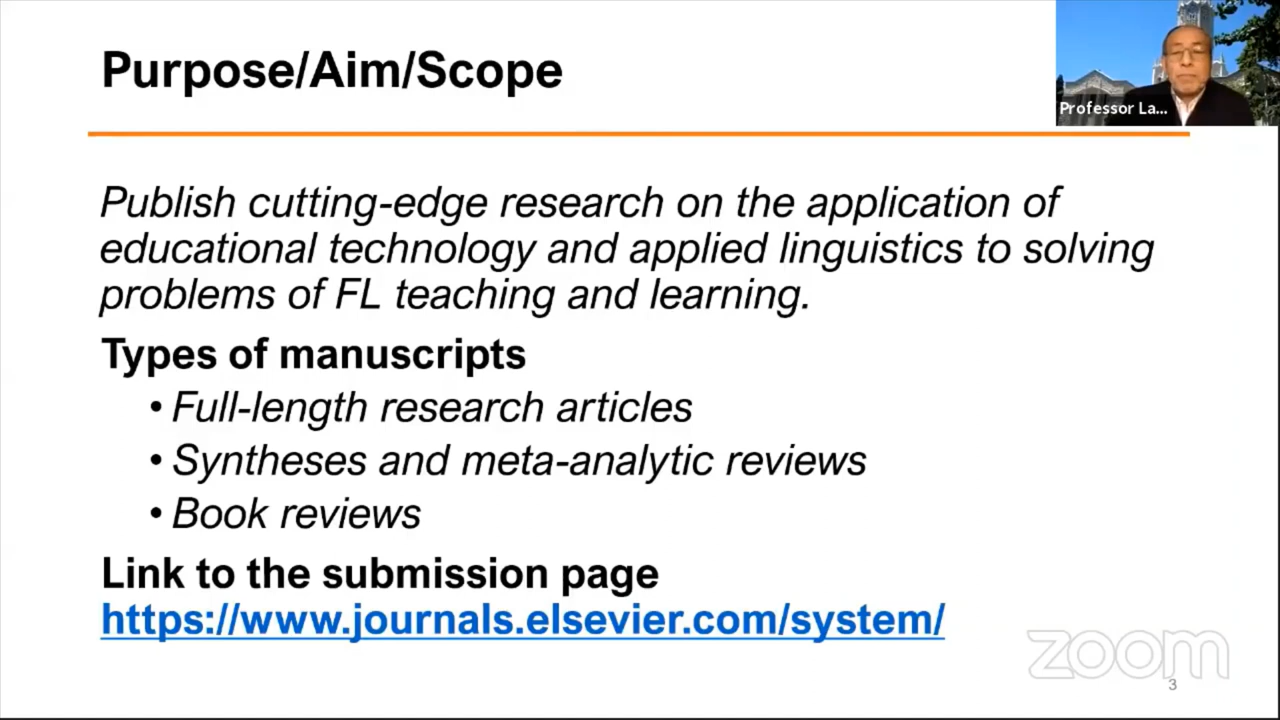 Purpose/Aim/Scope
Professor La...
Publish cutting-edge research on the application of
educational technology and applied linguistics to solving
problems of FL teaching and learning.
Types of manuscripts
• Full-length research articles
• Syntheses and meta-analytic reviews
• Book reviews
Link to the submission page
https://www.journals.elsevier.com/system/
zoom
3